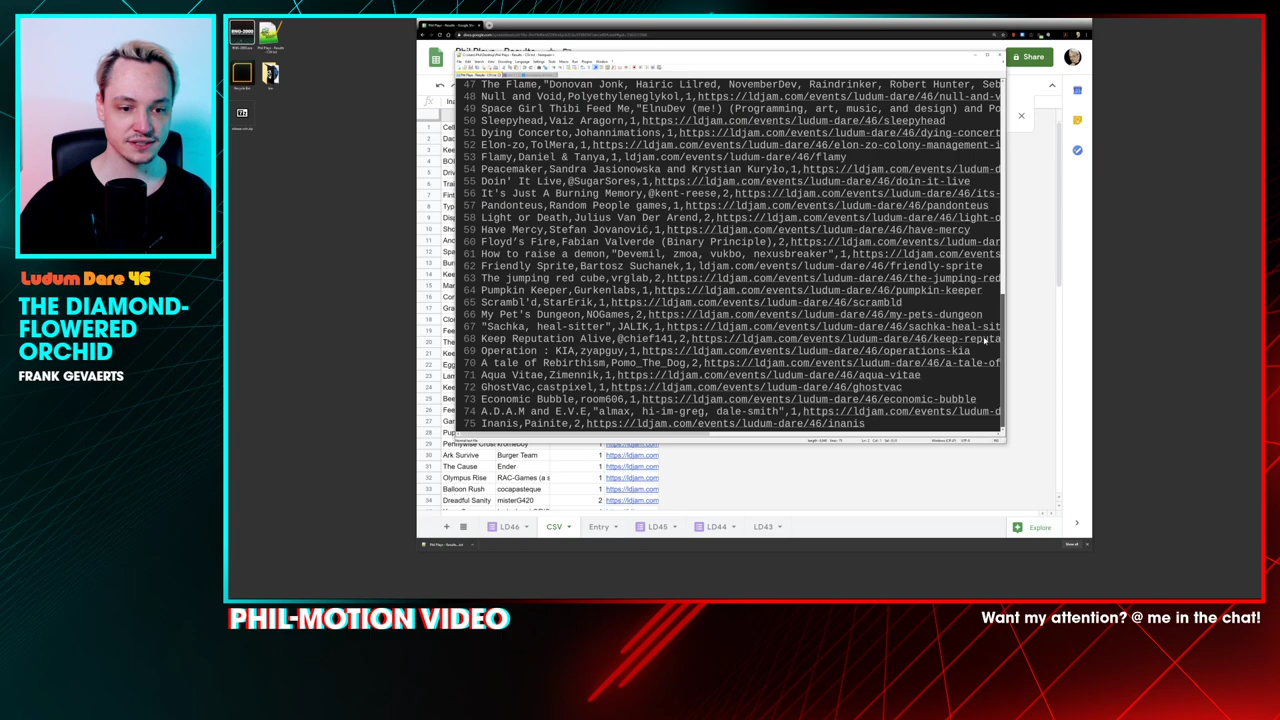 Ludum Dare 46
THE DIAMOND-
FLOWERED
ORCHID
FRANK GEVAERTS
Share
47 The Flame,"Donovan Jonk, Hairic Lilred, NovemberDev, Raindrinker, Robert Hunter, Seb
48 Null and Void,Polyethylenglykol,1,https://ldjam.com/events/ludum-dare/46/null-and-v
49 Space Girl Thibi Feed Me,"ElnuDev (me!) (Programming, art, music, and design) and Po
50 Sleepyhead,Vaiz Aragorn,1,https://ldjam.com/events/ludum-dare/46/sleepyhead
51 Dying Concerto,Johannimations,1,https://ldjam.com/events/ludum-dare/46/dying-concert
52 Elon-zo,TolMera,1,https://ldjam.com/events/ludum-dare/46/elon-zo-colony-management-i
53 Flamy,Daniel & Tanya,1,ldjam.com/events/ludum-dare/46/flamy
54 Peacemaker,Sandra Jasionowska and Krystian Kuryło,1,https://ldjam.com/events/ludum-d
55 Doin' It Live,@SugarSores,1,https://ldjam.com/events/ludum-dare/46/doin-it-live
56 It's Just A Burning Memory,@kent-reese,2,https://ldjam.com/events/ludum-dare/46/its-
57 Pandonteus,Random People games,1,https://ldjam.com/events/ludum-dare/46/pandonteus
58 Light or Death,Julius Van Der Arend,2,https://ldjam.com/events/ludum-dare/46/light-o
59 Have Mercy,Stefan Jovanović,1,https://ldjam.com/events/ludum-dare/46/have-mercy
60 Floyd's Fire,Fabian Valverde (Binary Principle),2,https://ldjam.com/events/ludum-dar
61 How to raise a demon,"Devemil, zmoa, vukbo, nexusbreaker",1,https://ldjam.com/events
62 Friendly Sprite,Bartosz Suchanek,1,ldjam.com/events/ludum-dare/46/friendly-sprite
63 The jumping red cube,vrglab,2,https://ldjam.com/events/ludum-dare/46/the-jumping-red
64 Pumpkin Keeper,Gurkenlabs,1,https://ldjam.com/events/ludum-dare/46/pumpkin-keeper
65 Scrambl'd,StarErik,1,https://ldjam.com/events/ludum-dare/46/scrambld
66 My Pet's Dungeon,NOGames,2,https://ldjam.com/events/ludum-dare/46/my-pets-dungeon
67 "Sachka, heal-sitter",JALIK,1,https://ldjam.com/events/ludum-dare/46/sachka-heal-sit
68 Keep Reputation Alive,@chief141,2,https://ldjam.com/events/ludum-dare/46/keep-reputa
69 Operation : KIA,zyapguy,1,https://ldjam.com/events/ludum-dare/46/operations-kia
70 A tale of Rebirthism,Pomo_The_Dog,2,https://ldjam.com/events/ludum-dare/46/a-tale-of
71 Aqua Vitae,Zimennik,1,https://ldjam.com/events/ludum-dare/46/aqua-vitae
72 GhostVac,castpixel,1,https://ldjam.com/events/ludum-dare/46/ghostvac
73 Economic Bubble,room606,1,https://ldjam.com/events/ludum-dare/46/economic-bubble
74 A.D.A.M and E.V.E,"almax, hi-im-greg, dale-smith",1,https://ldjam.com/events/ludum-d
75 Inanis,Painite,2,https://ldjam.com/events/ludum-dare/46/inanis
30 Ark Survive Burger Team 1 https://ldjam.com
31 The Cause Ender 1 https://ldjam.com
32 Olympus Rise RAC-Games (a s 1 https://ldjam.com
33 Balloon Rush cocapasteque 1 https://ldjam.com
34 Dreadful Sanity misterG420 2 https://ldjam.com
LD46 CSV Entry LD45 LD44 LD43 Explore
PHIL-MOTION VIDEO
Want my attention? @ me in the chat!